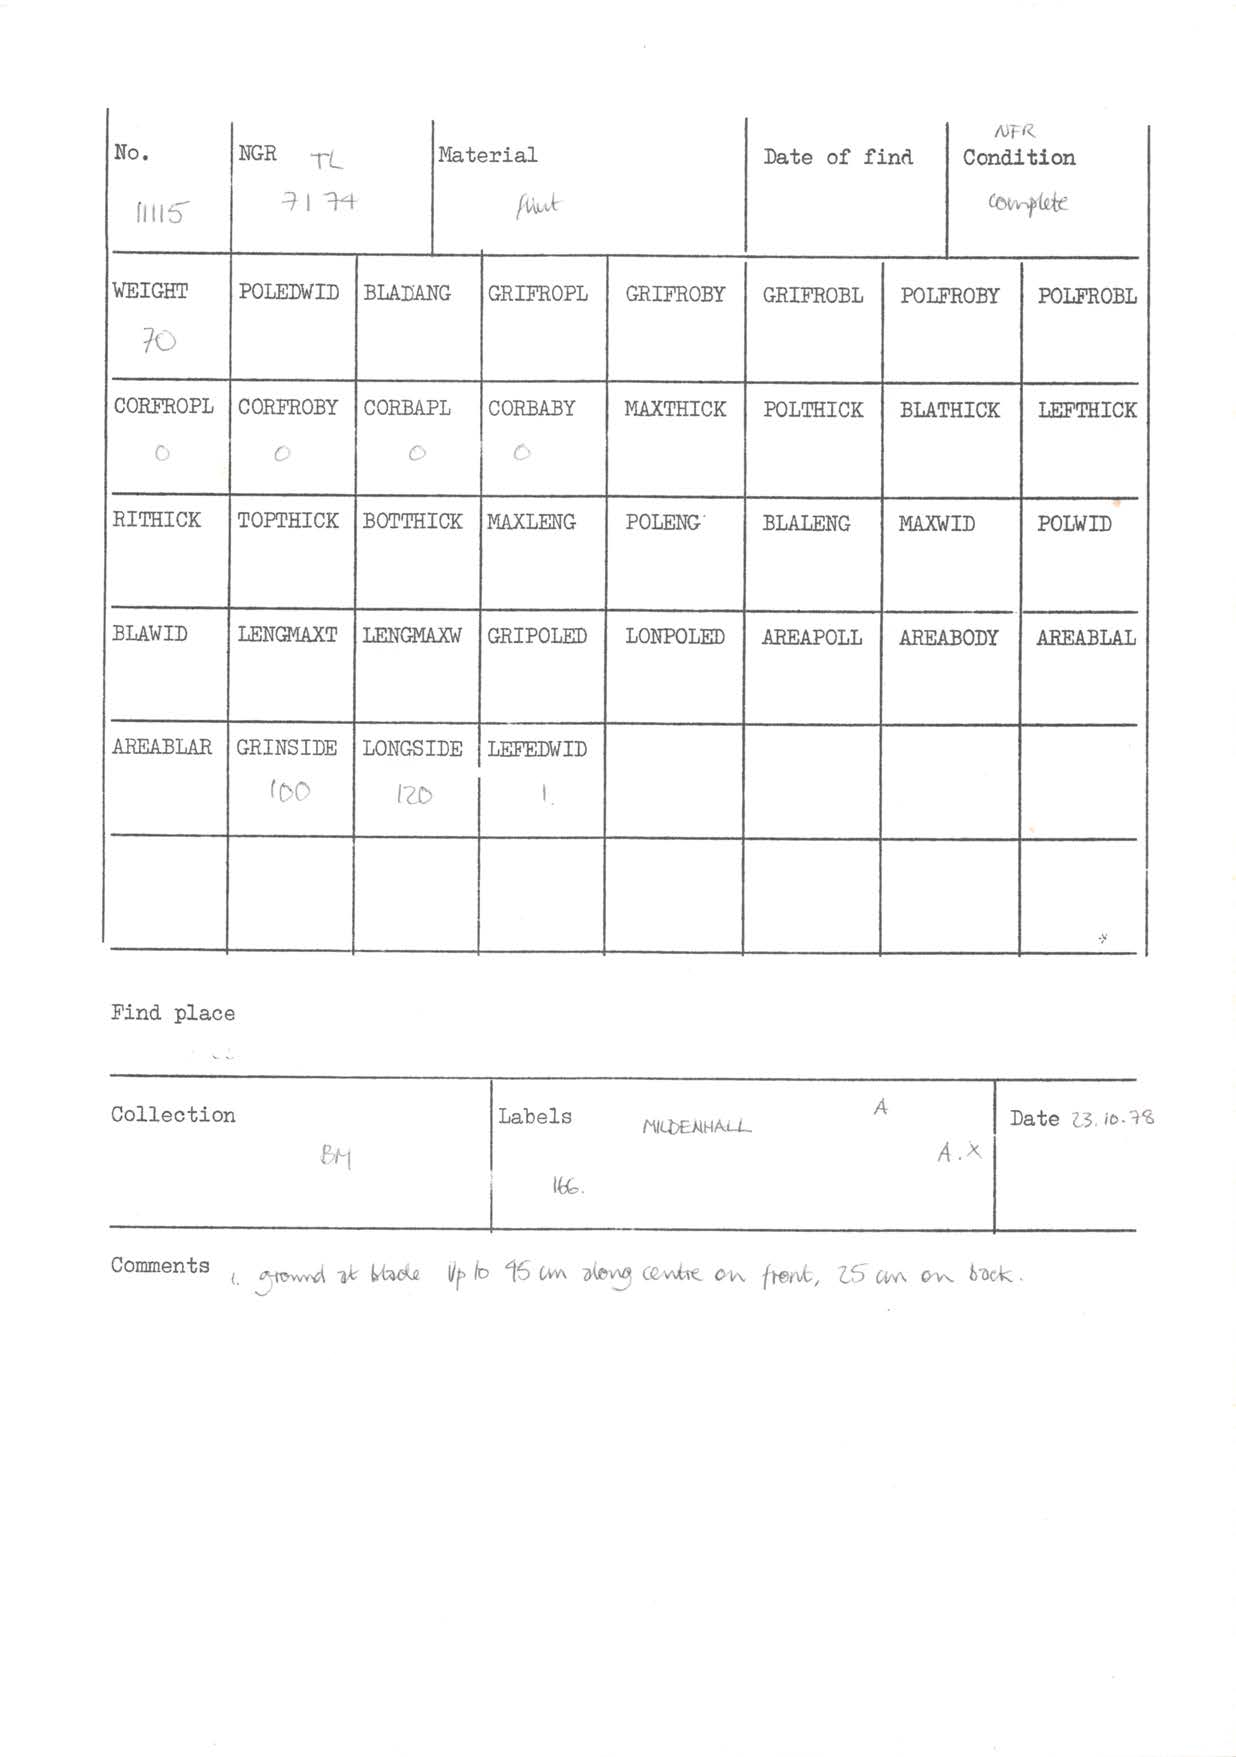 NFR
No. NGR TL Material Date of find Condition
11115 7174 flint complete
WEIGHT POLEDWID BLADANG GRIFROPL GRIFROBY GRIFROBL POLFROBY POLFROBL
70
CORFROPL CORFROBY CORBAPL CORBABY MAXTHICK POLTHICK BLATHICK LEFTHICK
0 0 0 0
RITHICK TOPTHICK BOTTHICK MAXLENG POLENG BLALENG MAXWID POLWID
BLAWID LENGMAXT LENGMAXW GRIPOLED LONPOLED AREAPOLL AREABODY AREABLAL
AREABLAR GRINSIDE LONGSIDE LEFEDWID
100 120 1.
Find place
Collection Labels MILDENHALL A Date 23.10.78
BM A.X
166.
Comments 1. ground at blade up to 45 cm along centre on front, 25 cm on back.